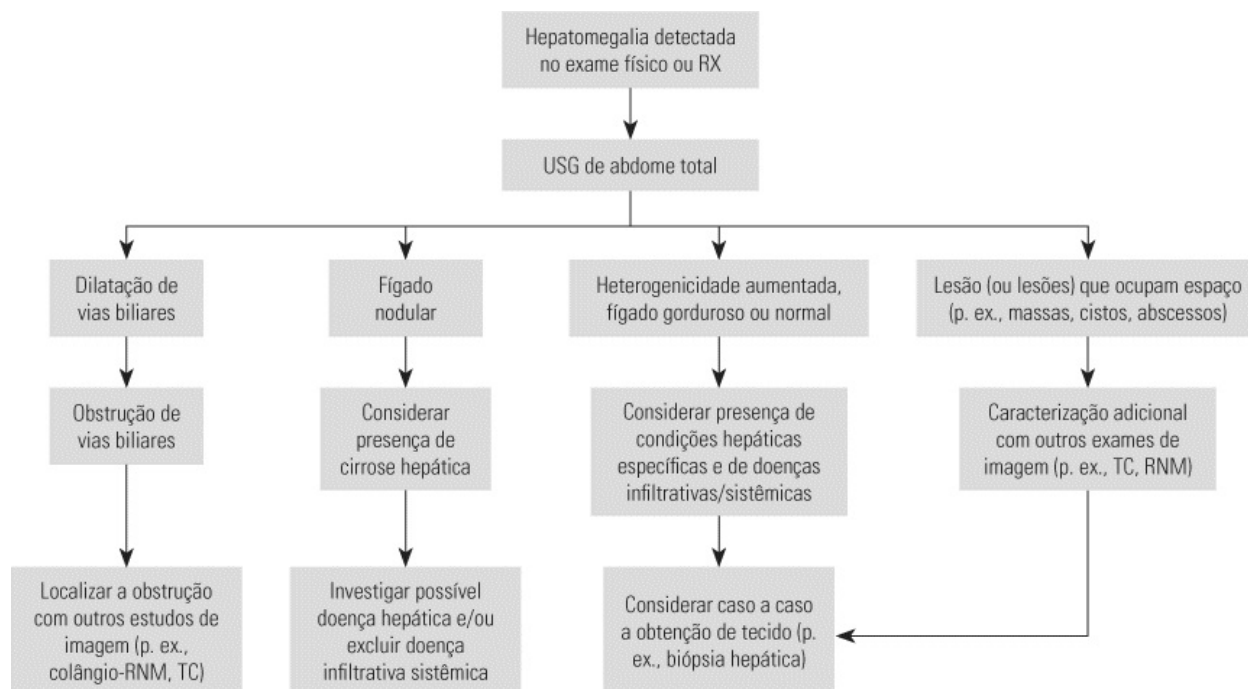 Hepatomegalia detectada
no exame físico ou RX
USG de abdome total
Dilatação de
vias biliares
Fígado
nodular
Heterogenicidade aumentada,
fígado gorduroso ou normal
Lesão (ou lesões) que ocupam espaço
(p. ex., massas, cistos, abscessos)
Obstrução de
vias biliares
Considerar
presença de
cirrose hepática
Considerar presença de
condições hepáticas
específicas e de doenças
infiltrativas/sistêmicas
Caracterização adicional
com outros exames de
imagem (p. ex., TC, RNM)
Localizar a obstrução
com outros estudos de
imagem (p. ex.,
colângio-RNM, TC)
Investigar possível
doença hepática e/ou
excluir doença
infiltrativa sistêmica
Considerar caso a caso
a obtenção de tecido (p.
ex., biópsia hepática)